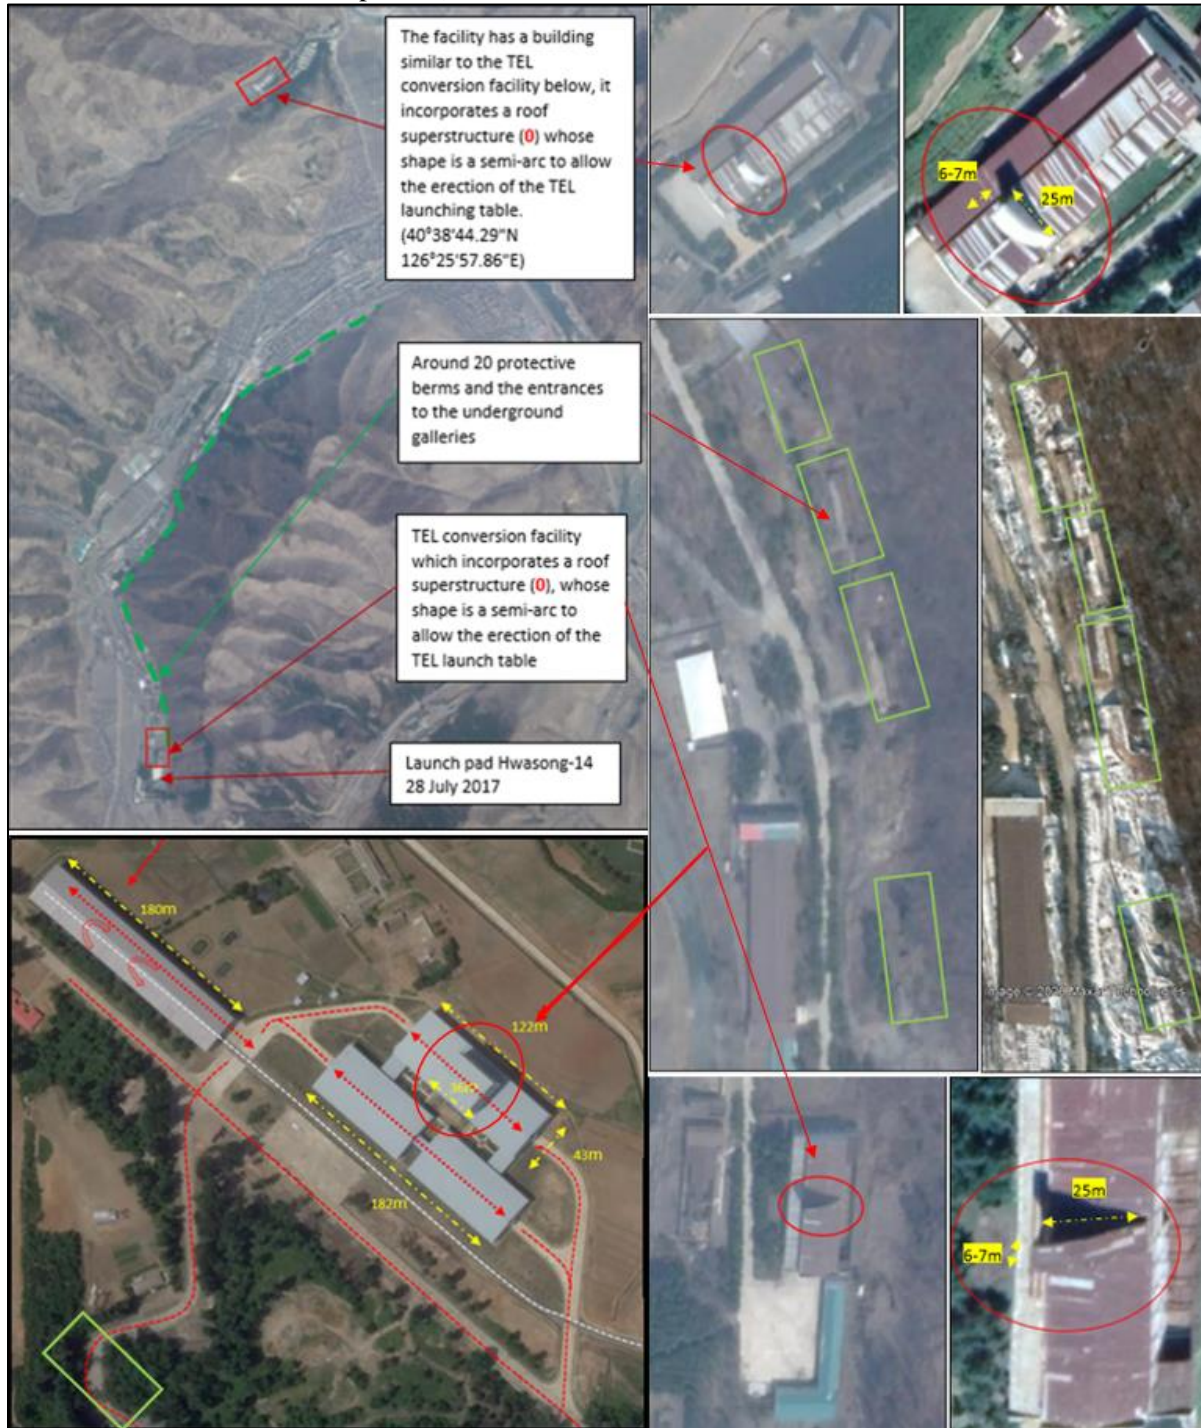 The facility has a building
similar to the TEL
conversion facility below, it
incorporates a roof
superstructure (0) whose
shape is a semi-arc to allow
the erection of the TEL
launching table.
(40°38'44.29"N
126°25'57.86"E)
6-7m
25m
Around 20 protective
berms and the entrances
to the underground
galleries
TEL conversion facility
which incorporates a roof
superstructure (0), whose
shape is a semi-arc to
allow the erection of the
TEL launch table
Launch pad Hwasong-14
28 July 2017
180m
122m
43m
182m
25m
6-7m